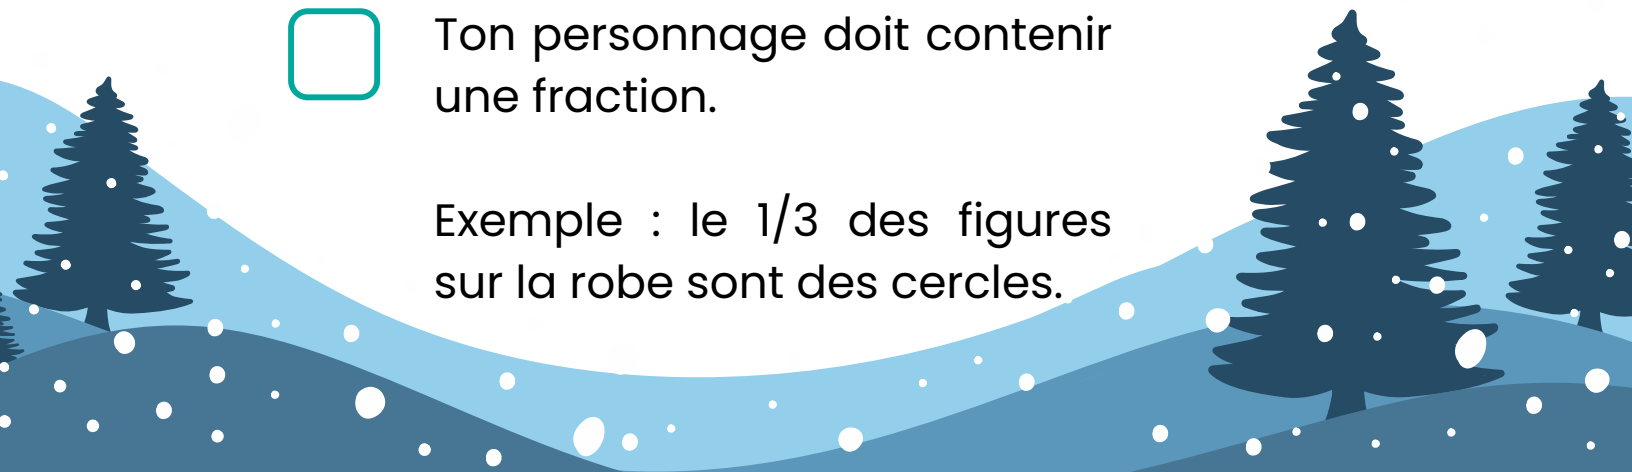 Ton personnage doit contenir
une fraction.
Exemple : le 1/3 des figures
sur la robe sont des cercles.